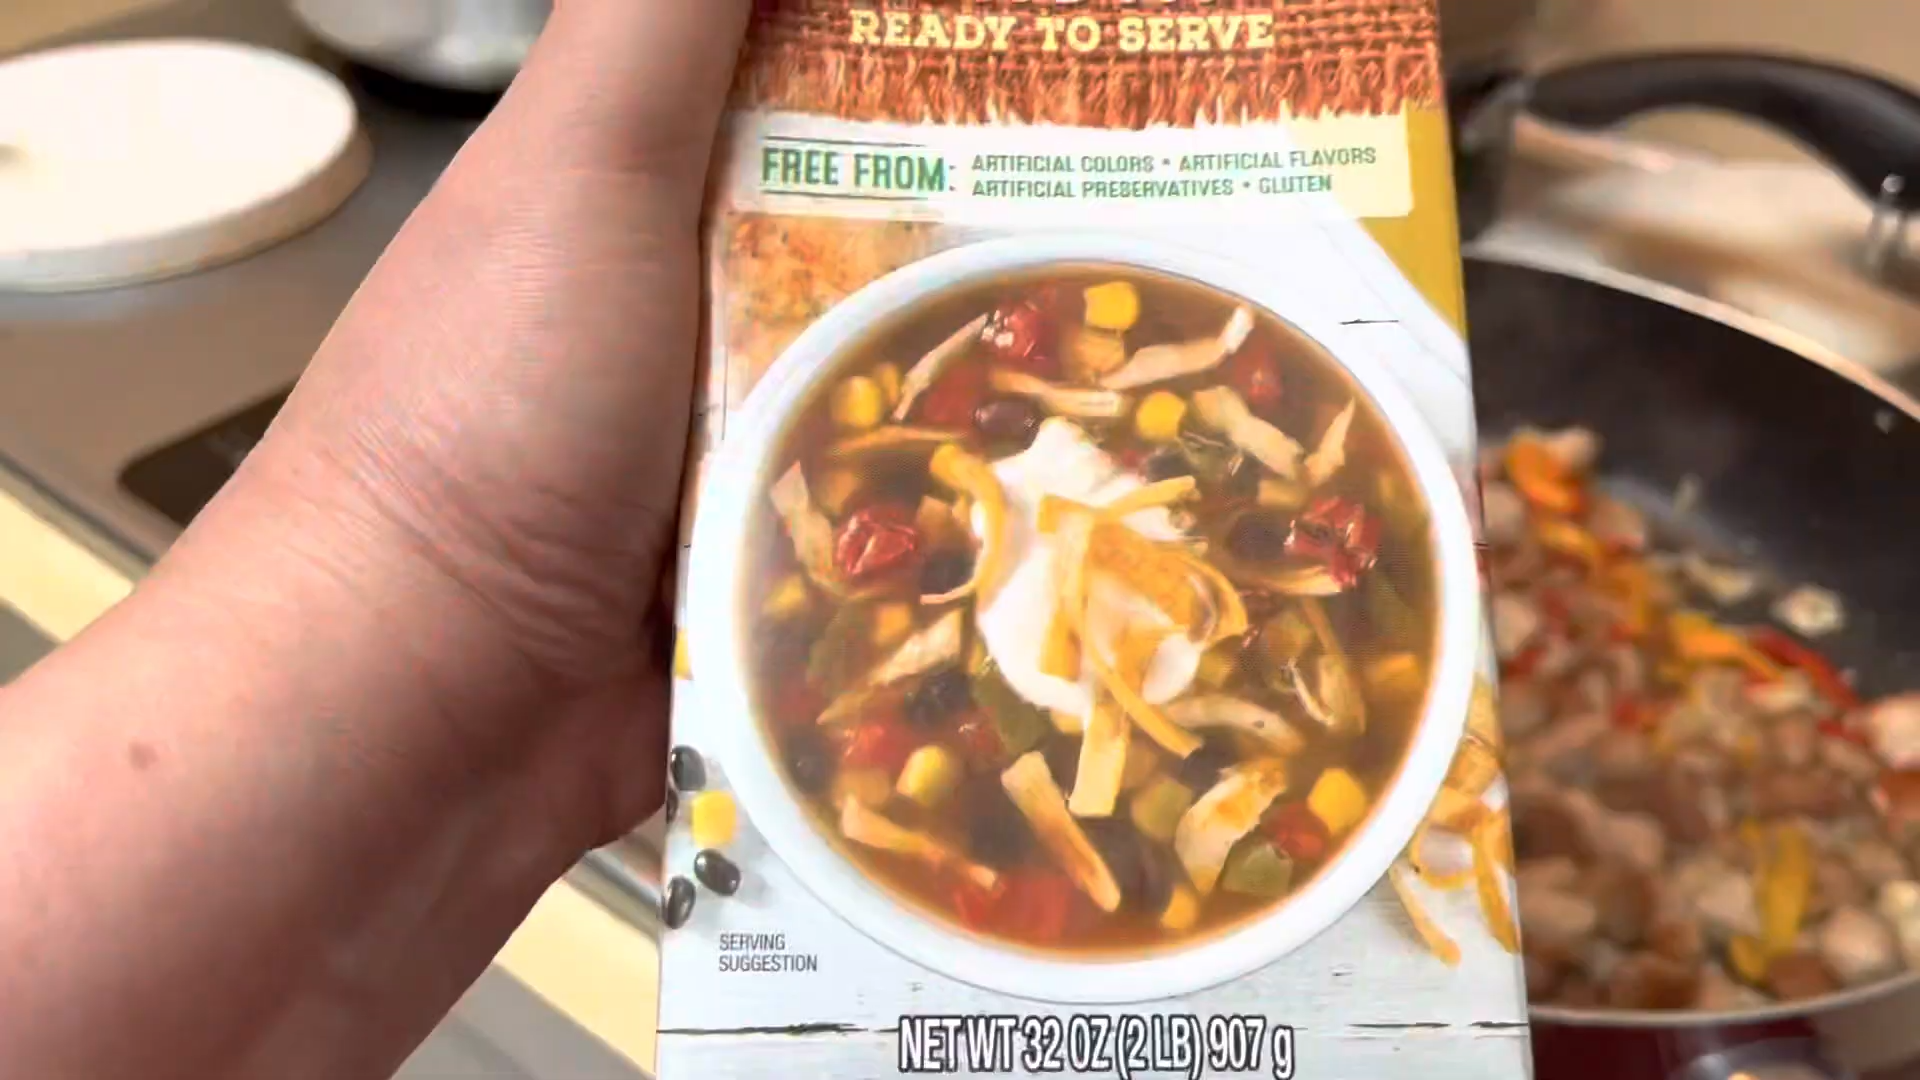 READY TO SERVE
FREE FROM:
ARTIFICIAL COLORS • ARTIFICIAL FLAVORS
ARTIFICIAL PRESERVATIVES • GLUTEN
SERVING
SUGGESTION
NET WT 32 OZ (2 LB) 907 g